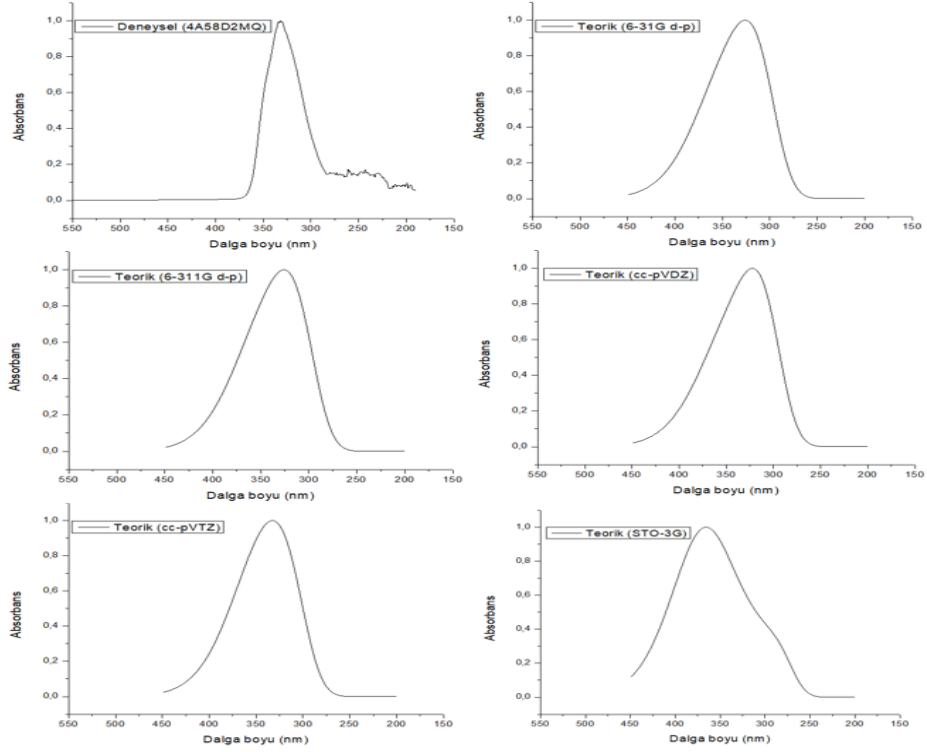 Deneysel (4A58D2MQ)
1,0
0,8
0,6
0,4
0,2
0,0
Absorbans
550 500 450 400 350 300 250 200 150
Dalga boyu (nm)
Teorik (6-31G d-p)
1,0
0,8
0,6
0,4
0,2
0,0
Absorbans
550 500 450 400 350 300 250 200 150
Dalga boyu (nm)
Teorik (6-311G d-p)
1,0
0,8
0,6
0,4
0,2
0,0
Absorbans
550 500 450 400 350 300 250 200 150
Dalga boyu (nm)
Teorik (cc-pVDZ)
1,0
0,8
0,6
0,4
0,2
0,0
Absorbans
550 500 450 400 350 300 250 200 150
Dalga boyu (nm)
Teorik (cc-pVTZ)
1,0
0,8
0,6
0,4
0,2
0,0
Absorbans
550 500 450 400 350 300 250 200 150
Dalga boyu (nm)
Teorik (STO-3G)
1,0
0,8
0,6
0,4
0,2
0,0
Absorbans
550 500 450 400 350 300 250 200 150
Dalga boyu (nm)